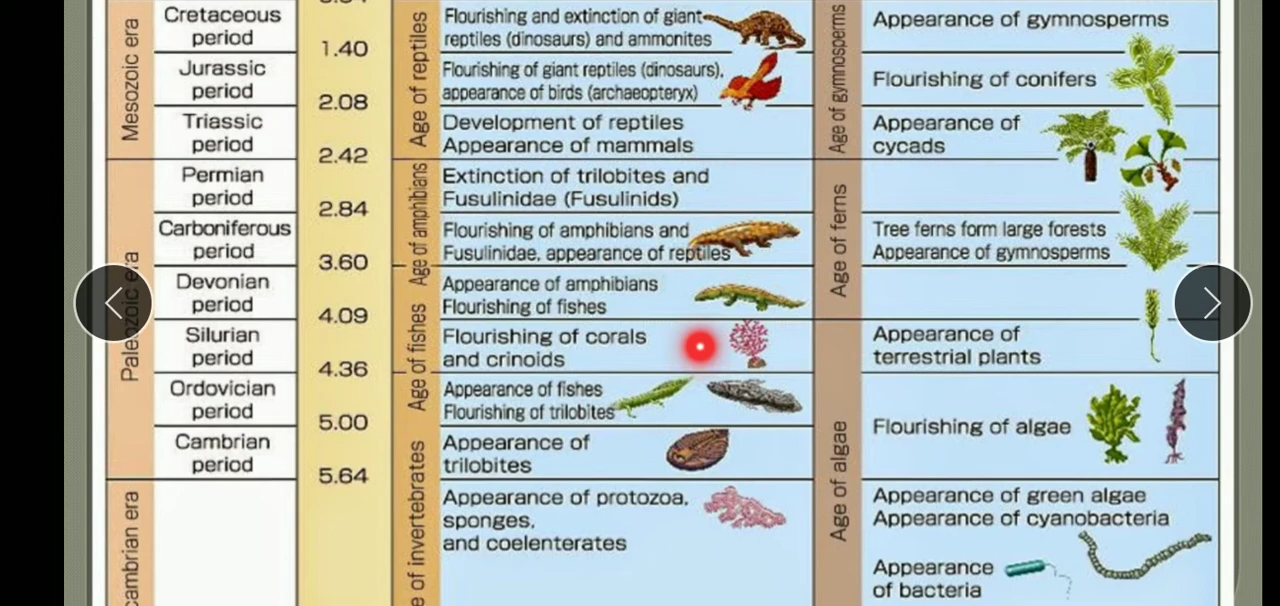 Mesozoic era
Cretaceous
period
1.40
Age of reptiles
Flourishing and extinction of giant
reptiles (dinosaurs) and ammonites
Age of gymnosperms
Appearance of gymnosperms
Jurassic
period
2.08
Flourishing of giant reptiles (dinosaurs),
appearance of birds (archaeopteryx)
Flourishing of conifers
Triassic
period
2.42
Development of reptiles
Appearance of mammals
Appearance of
cycads
Paleozoic era
Permian
period
2.84
Age of amphibians
Extinction of trilobites and
Fusulinidae (Fusulinids)
Age of ferns
Carboniferous
period
3.60
Flourishing of amphibians and
Fusulinidae, appearance of reptiles
Tree ferns form large forests
Appearance of gymnosperms
Devonian
period
4.09
Age of fishes
Appearance of amphibians
Flourishing of fishes
Silurian
period
4.36
Flourishing of corals
and crinoids
Age of algae
Appearance of
terrestrial plants
Ordovician
period
5.00
Appearance of fishes
Flourishing of trilobites
Flourishing of algae
Cambrian
period
5.64
e of invertebrates
Appearance of
trilobites
cambrian era
Appearance of protozoa,
sponges,
and coelenterates
Appearance of green algae
Appearance of cyanobacteria
Appearance
of bacteria